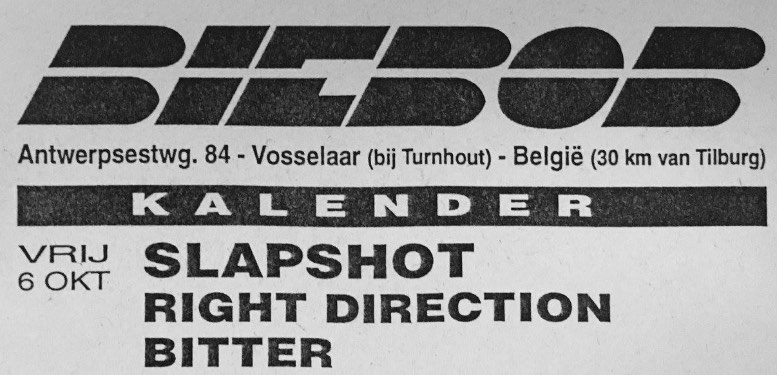 BIEBOB
Antwerpsestwg. 84 - Vosselaar (bij Turnhout) - België (30 km van Tilburg)
KALENDER
VRIJ
6 OKT
SLAPSHOT
RIGHT DIRECTION
BITTER